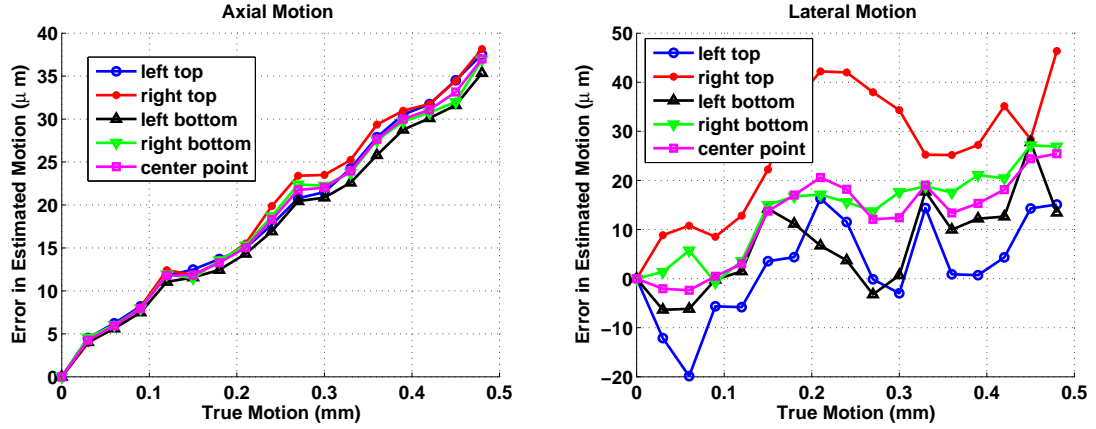 Axial Motion
40
35
30
25
20
15
10
5
0
Error in Estimated Motion (μ m)
left top
right top
left bottom
right bottom
center point
0
0.1
0.2
0.3
0.4
0.5
True Motion (mm)
Lateral Motion
50
40
30
20
10
0
−10
−20
Error in Estimated Motion (μ m)
left top
right top
left bottom
right bottom
center point
0
0.1
0.2
0.3
0.4
0.5
True Motion (mm)